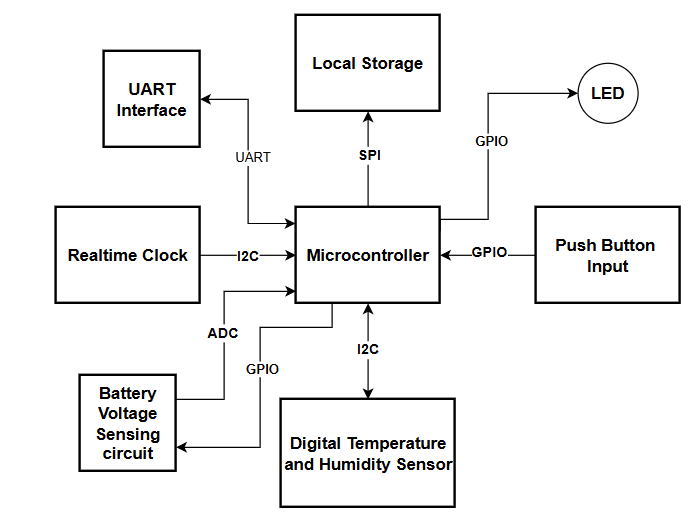 Local Storage
UART
Interface
LED
GPIO
UART
SPI
Realtime Clock
I2C
Microcontroller
GPIO
Push Button
Input
ADC
GPIO
I2C
Battery
Voltage
Sensing
circuit
Digital Temperature
and Humidity Sensor